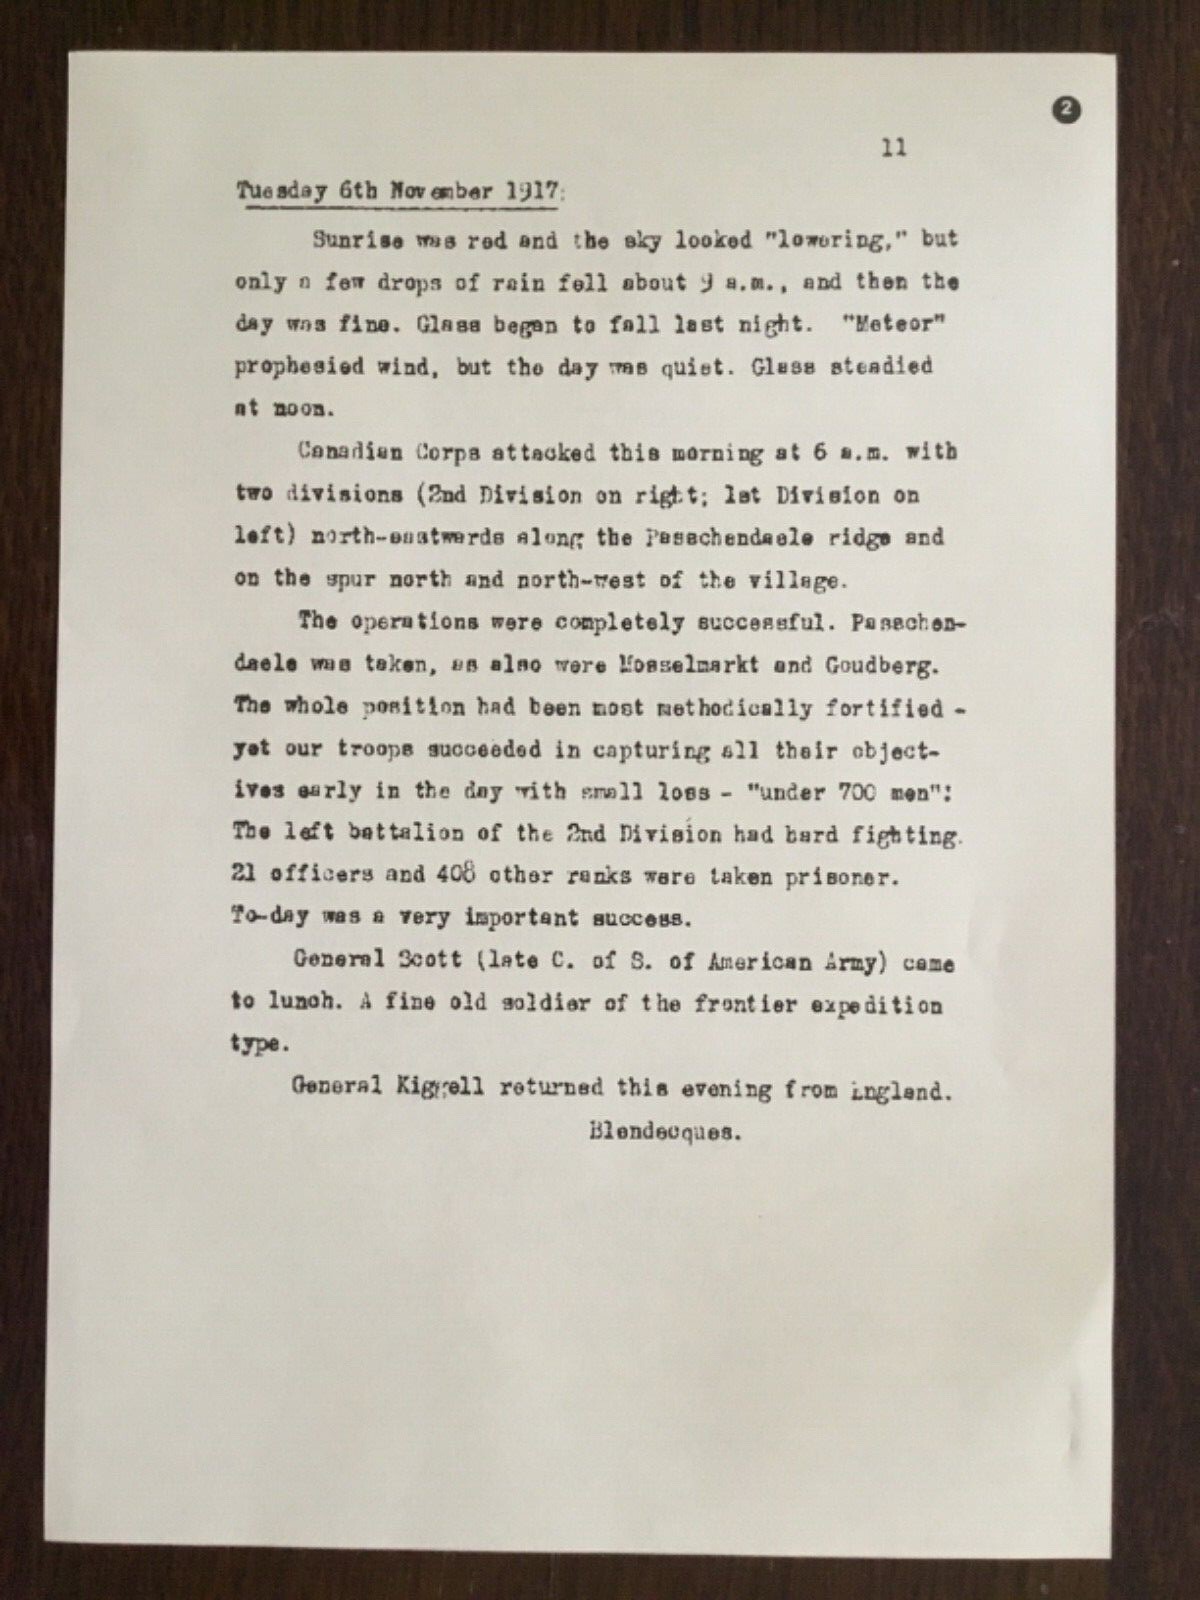 2
11
Tuesday 6th November 1917:
Sunrise was red and the sky looked "lowering," but
only a few drops of rain fell about 9 a.m., and then the
day was fine. Glass began to fall last night. "Meteor"
prophesied wind, but the day was quiet. Glass steadied
at noon.
Canadian Corps attacked this morning at 6 a.m. with
two divisions (2nd Division on right; 1st Division on
left) north-eastwards along the Passchendaele ridge and
on the spur north and north-west of the village.
The operations were completely successful. Passchen-
daele was taken, as also were Mosselmarkt and Goudberg.
The whole position had been most methodically fortified -
yet our troops succeeded in capturing all their object-
ives early in the day with small loss - "under 700 men":
The left battalion of the 2nd Division had hard fighting.
21 officers and 408 other ranks were taken prisoner.
To-day was a very important success.
General Scott (late C. of S. of American Army) came
to lunch. A fine old soldier of the frontier expedition
type.
General Kiggell returned this evening from England.
Blendecques.